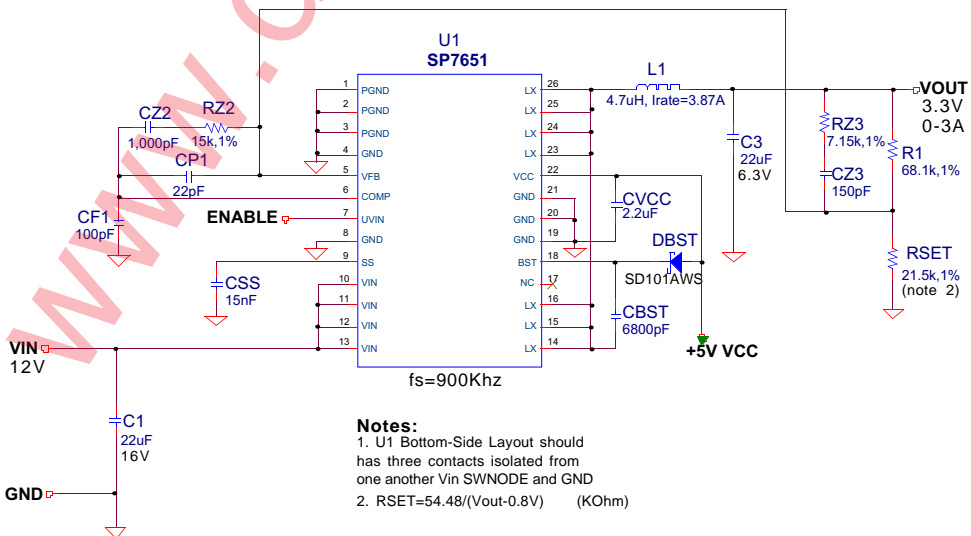 www.
U1
SP7651
1 PGND
2 PGND
3 PGND
4 GND
5 VFB
6 COMP
7 UVIN
8 GND
9 SS
10 VIN
11 VIN
12 VIN
13 VIN
LX 26
LX 25
LX 24
LX 23
VCC 22
GND 21
GND 20
GND 19
BST 18
NC 17
LX 16
LX 15
LX 14
fs=900Khz
CZ2
1,000pF
RZ2
15k,1%
CP1
22pF
CF1
100pF
ENABLE
CSS
15nF
VIN
12V
C1
22uF
16V
GND
L1
4.7uH, Irate=3.87A
C3
22uF
6.3V
RZ3
7.15k,1%
CZ3
150pF
R1
68.1k,1%
VOUT
3.3V
0-3A
RSET
21.5k,1%
(note 2)
CVCC
2.2uF
DBST
SD101AWS
CBST
6800pF
+5V VCC
Notes:
1. U1 Bottom-Side Layout should
has three contacts isolated from
one another Vin SWNODE and GND
2. RSET=54.48/(Vout-0.8V) (KOhm)